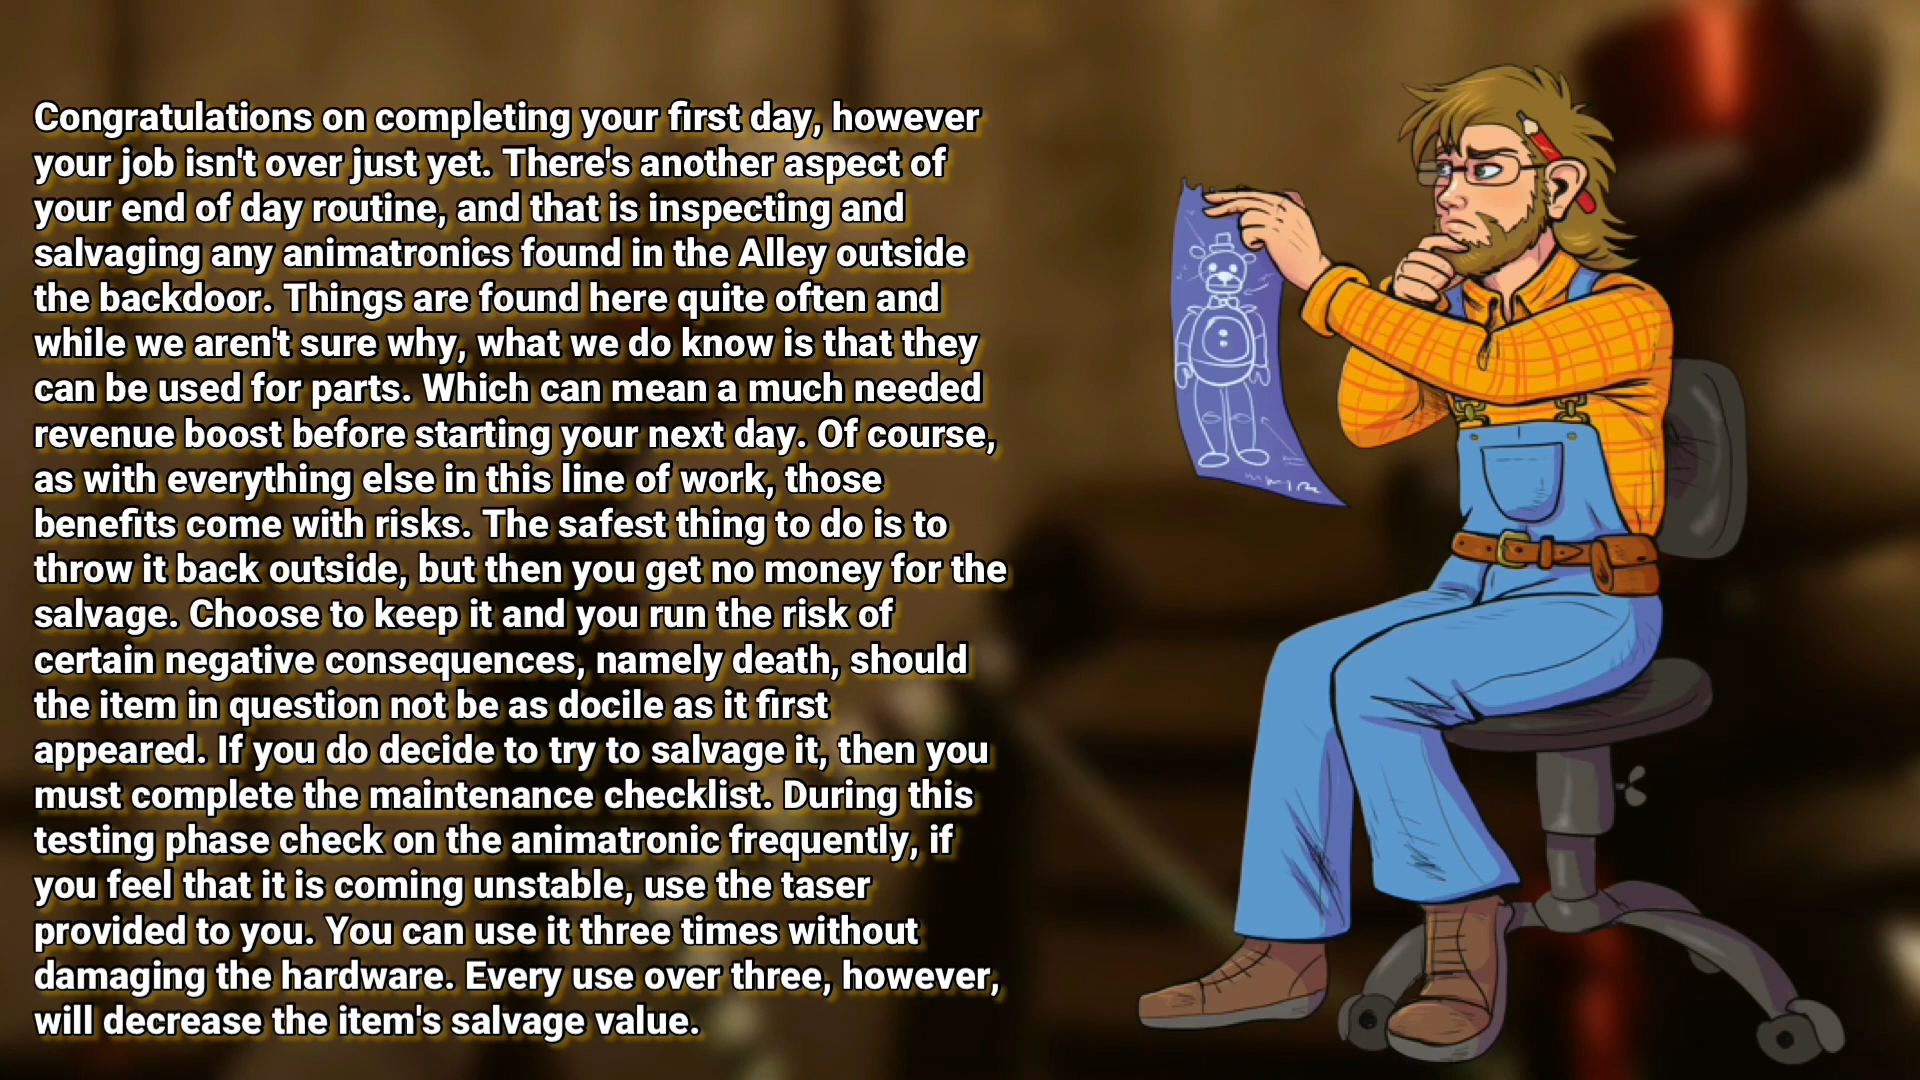 Congratulations on completing your first day, however
your job isn't over just yet. There's another aspect of
your end of day routine, and that is inspecting and
salvaging any animatronics found in the Alley outside
the backdoor. Things are found here quite often and
while we aren't sure why, what we do know is that they
can be used for parts. Which can mean a much needed
revenue boost before starting your next day. Of course,
as with everything else in this line of work, those
benefits come with risks. The safest thing to do is to
throw it back outside, but then you get no money for the
salvage. Choose to keep it and you run the risk of
certain negative consequences, namely death, should
the item in question not be as docile as it first
appeared. If you do decide to try to salvage it, then you
must complete the maintenance checklist. During this
testing phase check on the animatronic frequently, if
you feel that it is coming unstable, use the taser
provided to you. You can use it three times without
damaging the hardware. Every use over three, however,
will decrease the item's salvage value.